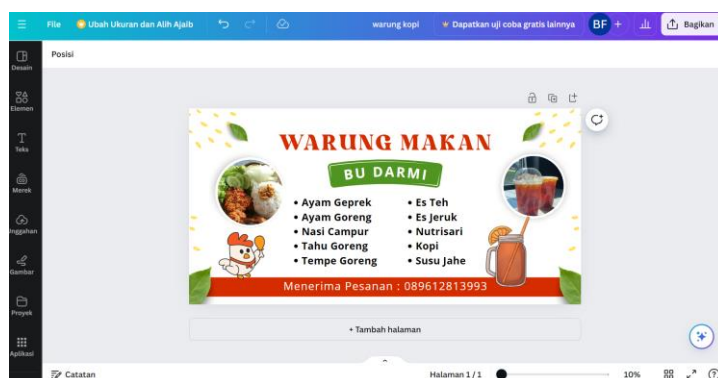 File Ubah Ukuran dan Alih Ajaib warung kopi Dapatkan uji coba gratis lainnya BF + Bagikan
Posisi
Desain
Elemen
Teks
Merek
Unggahan
Gambar
Proyek
Aplikasi
WARUNG MAKAN
BU DARMI
• Ayam Geprek
• Ayam Goreng
• Nasi Campur
• Tahu Goreng
• Tempe Goreng
• Es Teh
• Es Jeruk
• Nutrisari
• Kopi
• Susu Jahe
Menerima Pesanan : 089612813993
+ Tambah halaman
Catatan Halaman 1 / 1 10%